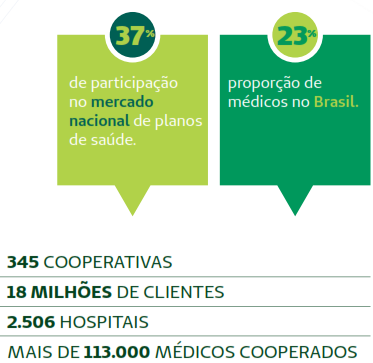 37%
de participação
no mercado
nacional de planos
de saúde.
23%
proporção de
médicos no Brasil.
345 COOPERATIVAS
18 MILHÕES DE CLIENTES
2.506 HOSPITAIS
MAIS DE 113.000 MÉDICOS COOPERADOS